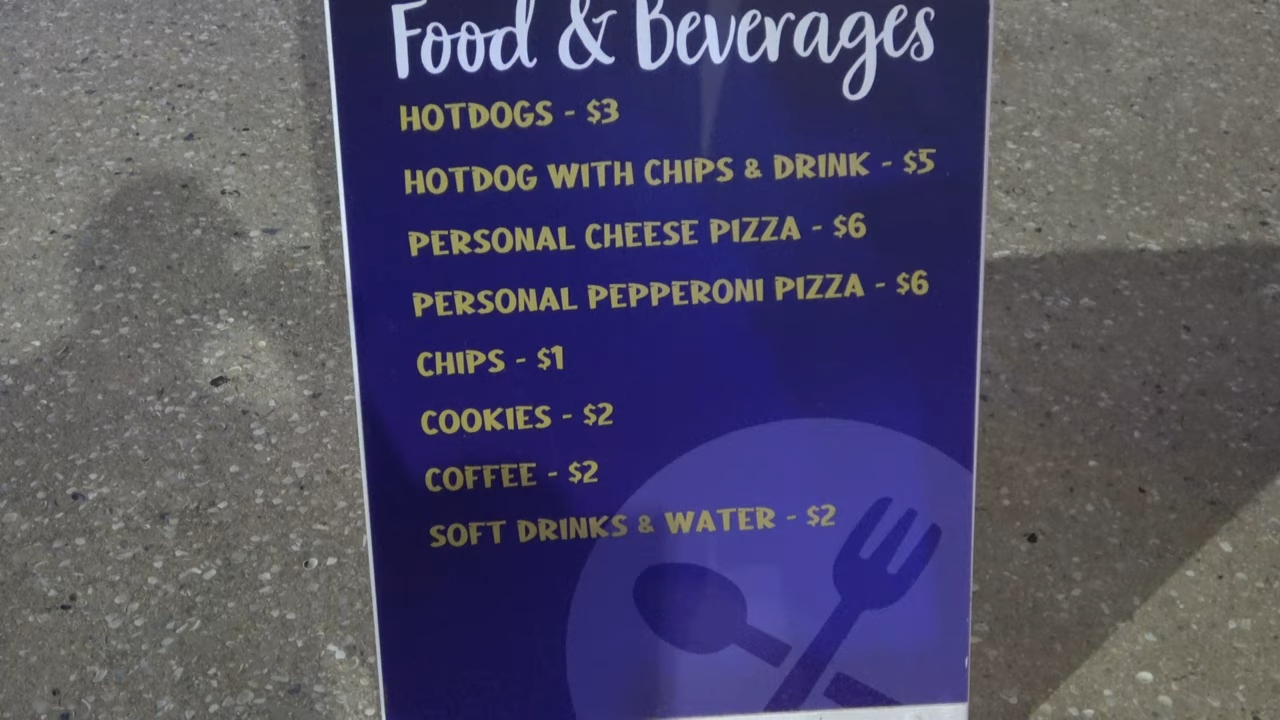 Food & Beverages
HOTDOGS - $3
HOTDOG WITH CHIPS & DRINK - $5
PERSONAL CHEESE PIZZA - $6
PERSONAL PEPPERONI PIZZA - $6
CHIPS - $1
COOKIES - $2
COFFEE - $2
SOFT DRINKS & WATER - $2